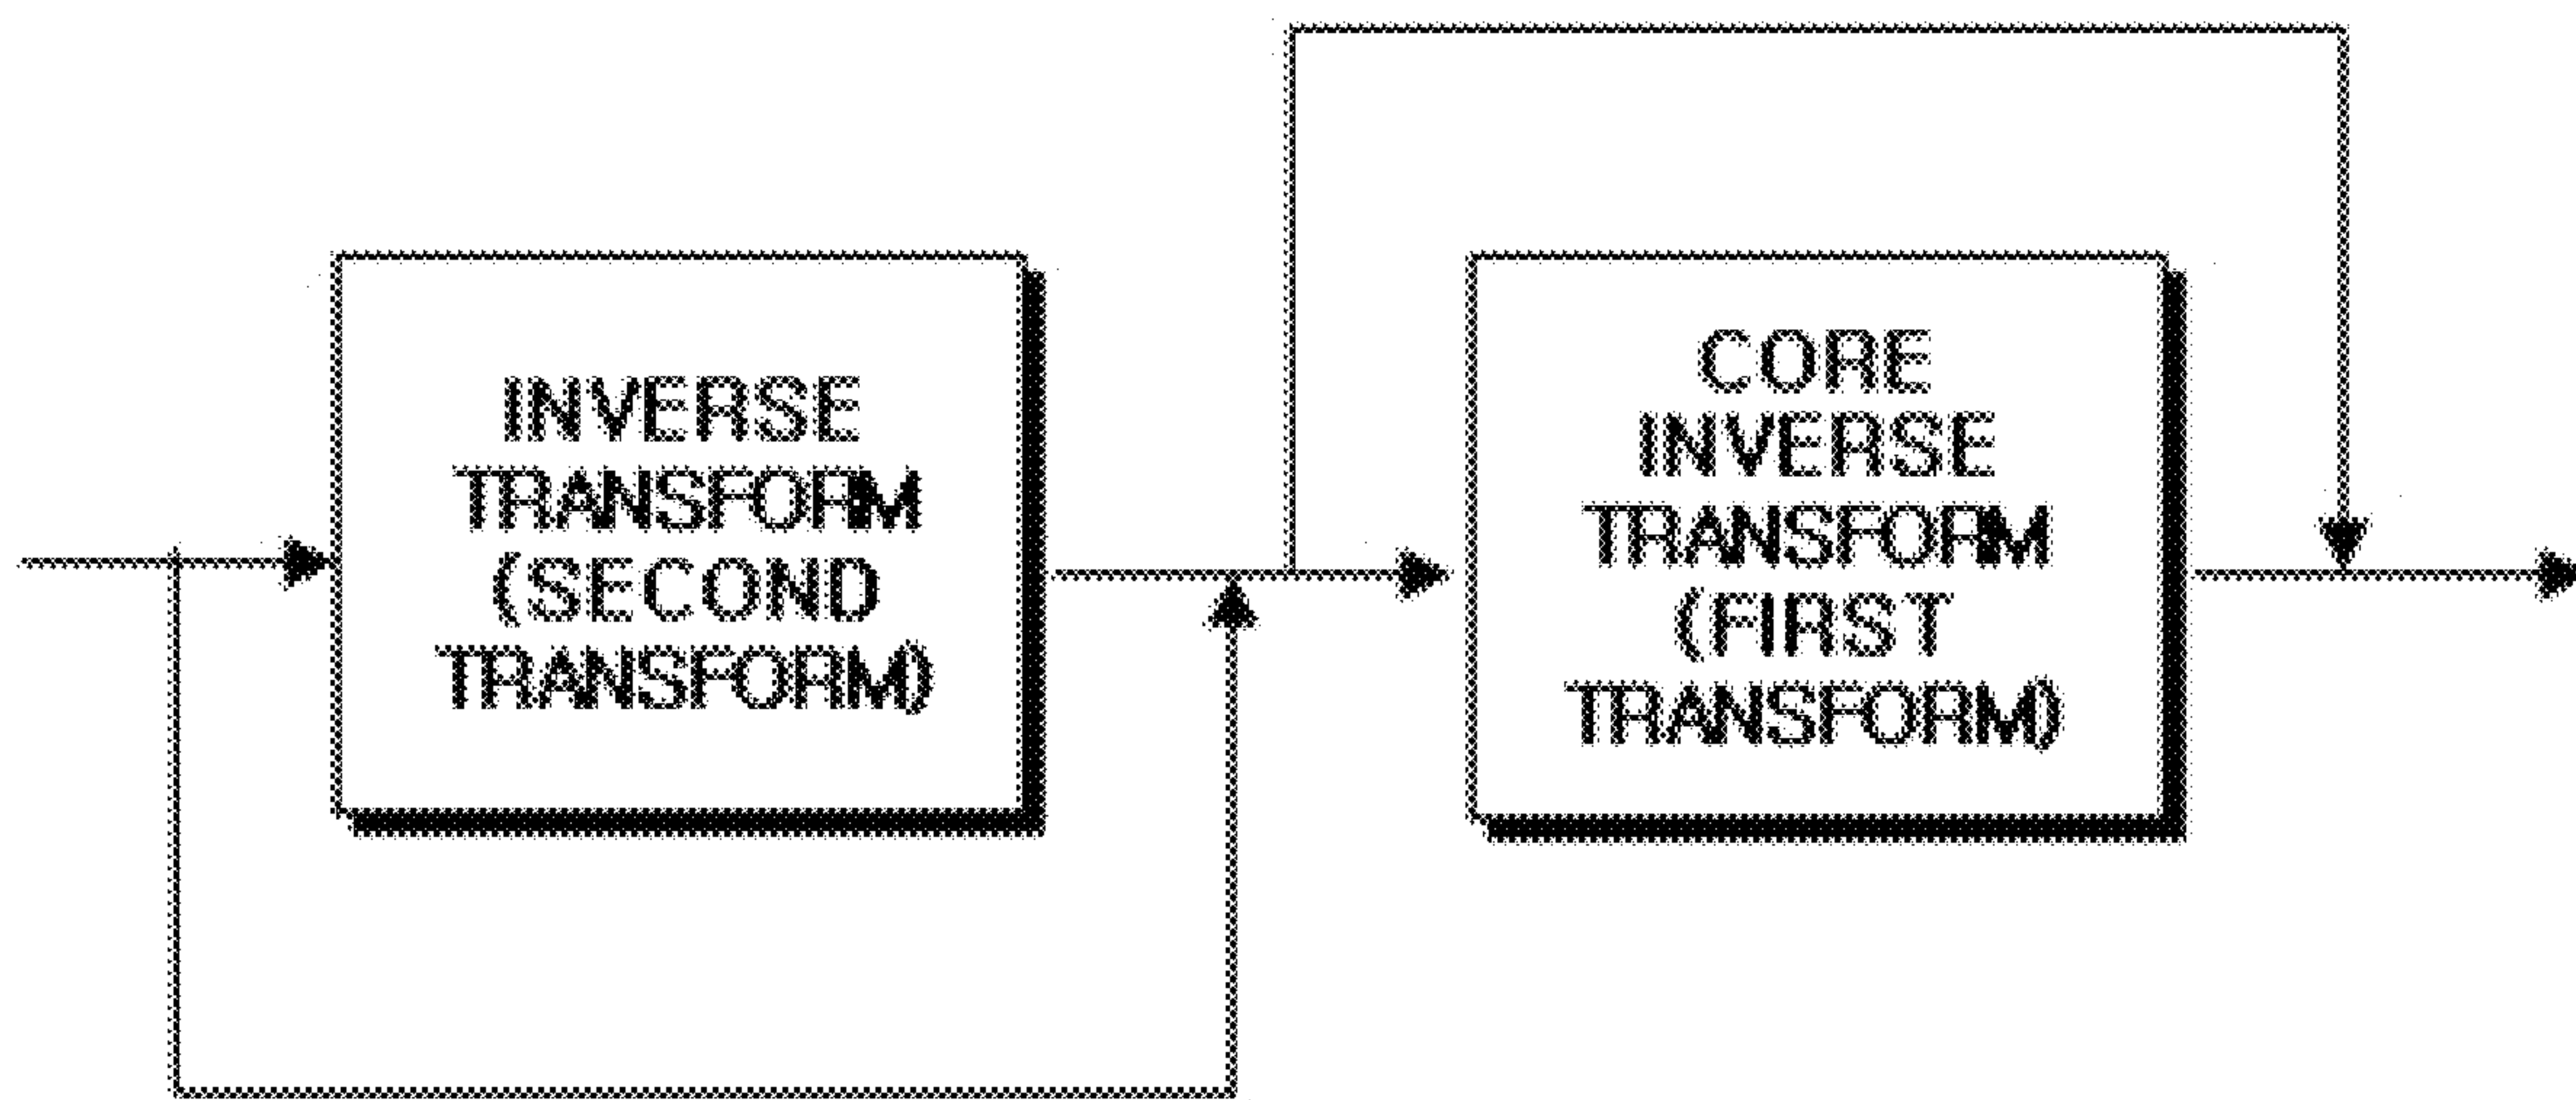 INVERSE
TRANSFORM
(SECOND
TRANSFORM)
CORE
INVERSE
TRANSFORM
(FIRST
TRANSFORM)